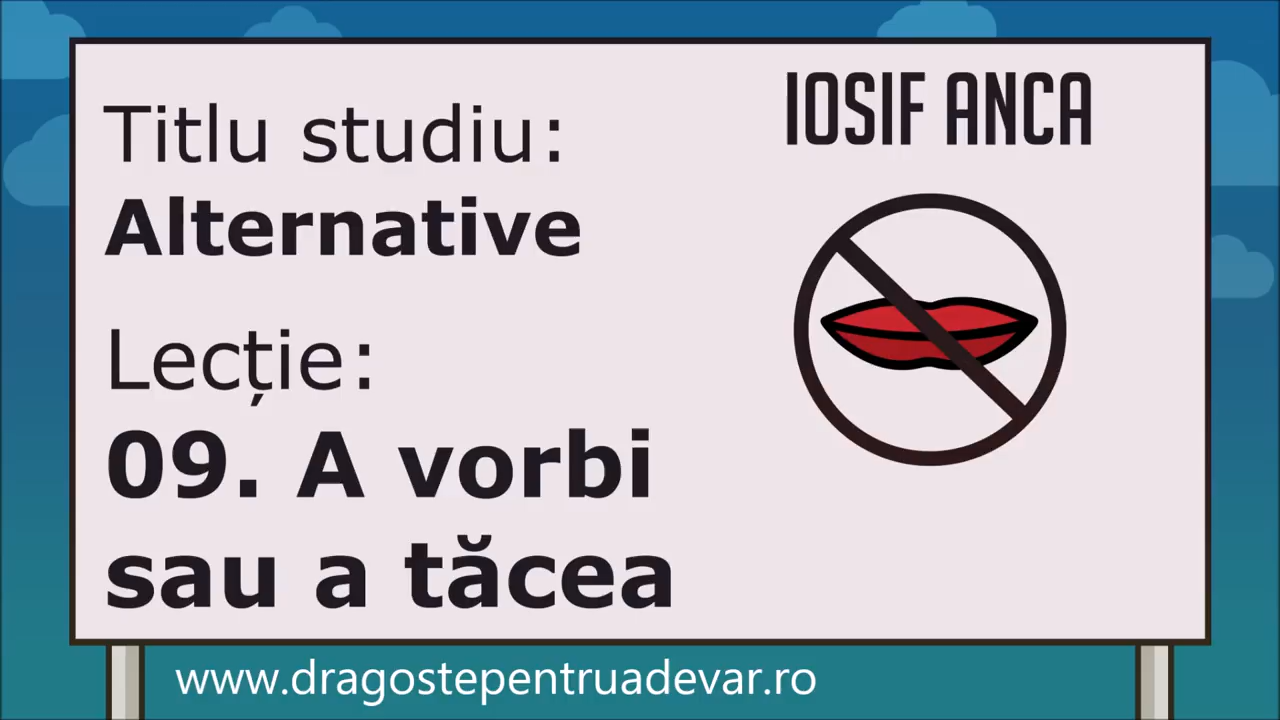 Titlu studiu:
Alternative
Lecție:
09. A vorbi
sau a tăcea
IOSIF ANCA
www.dragostepentruadevar.ro